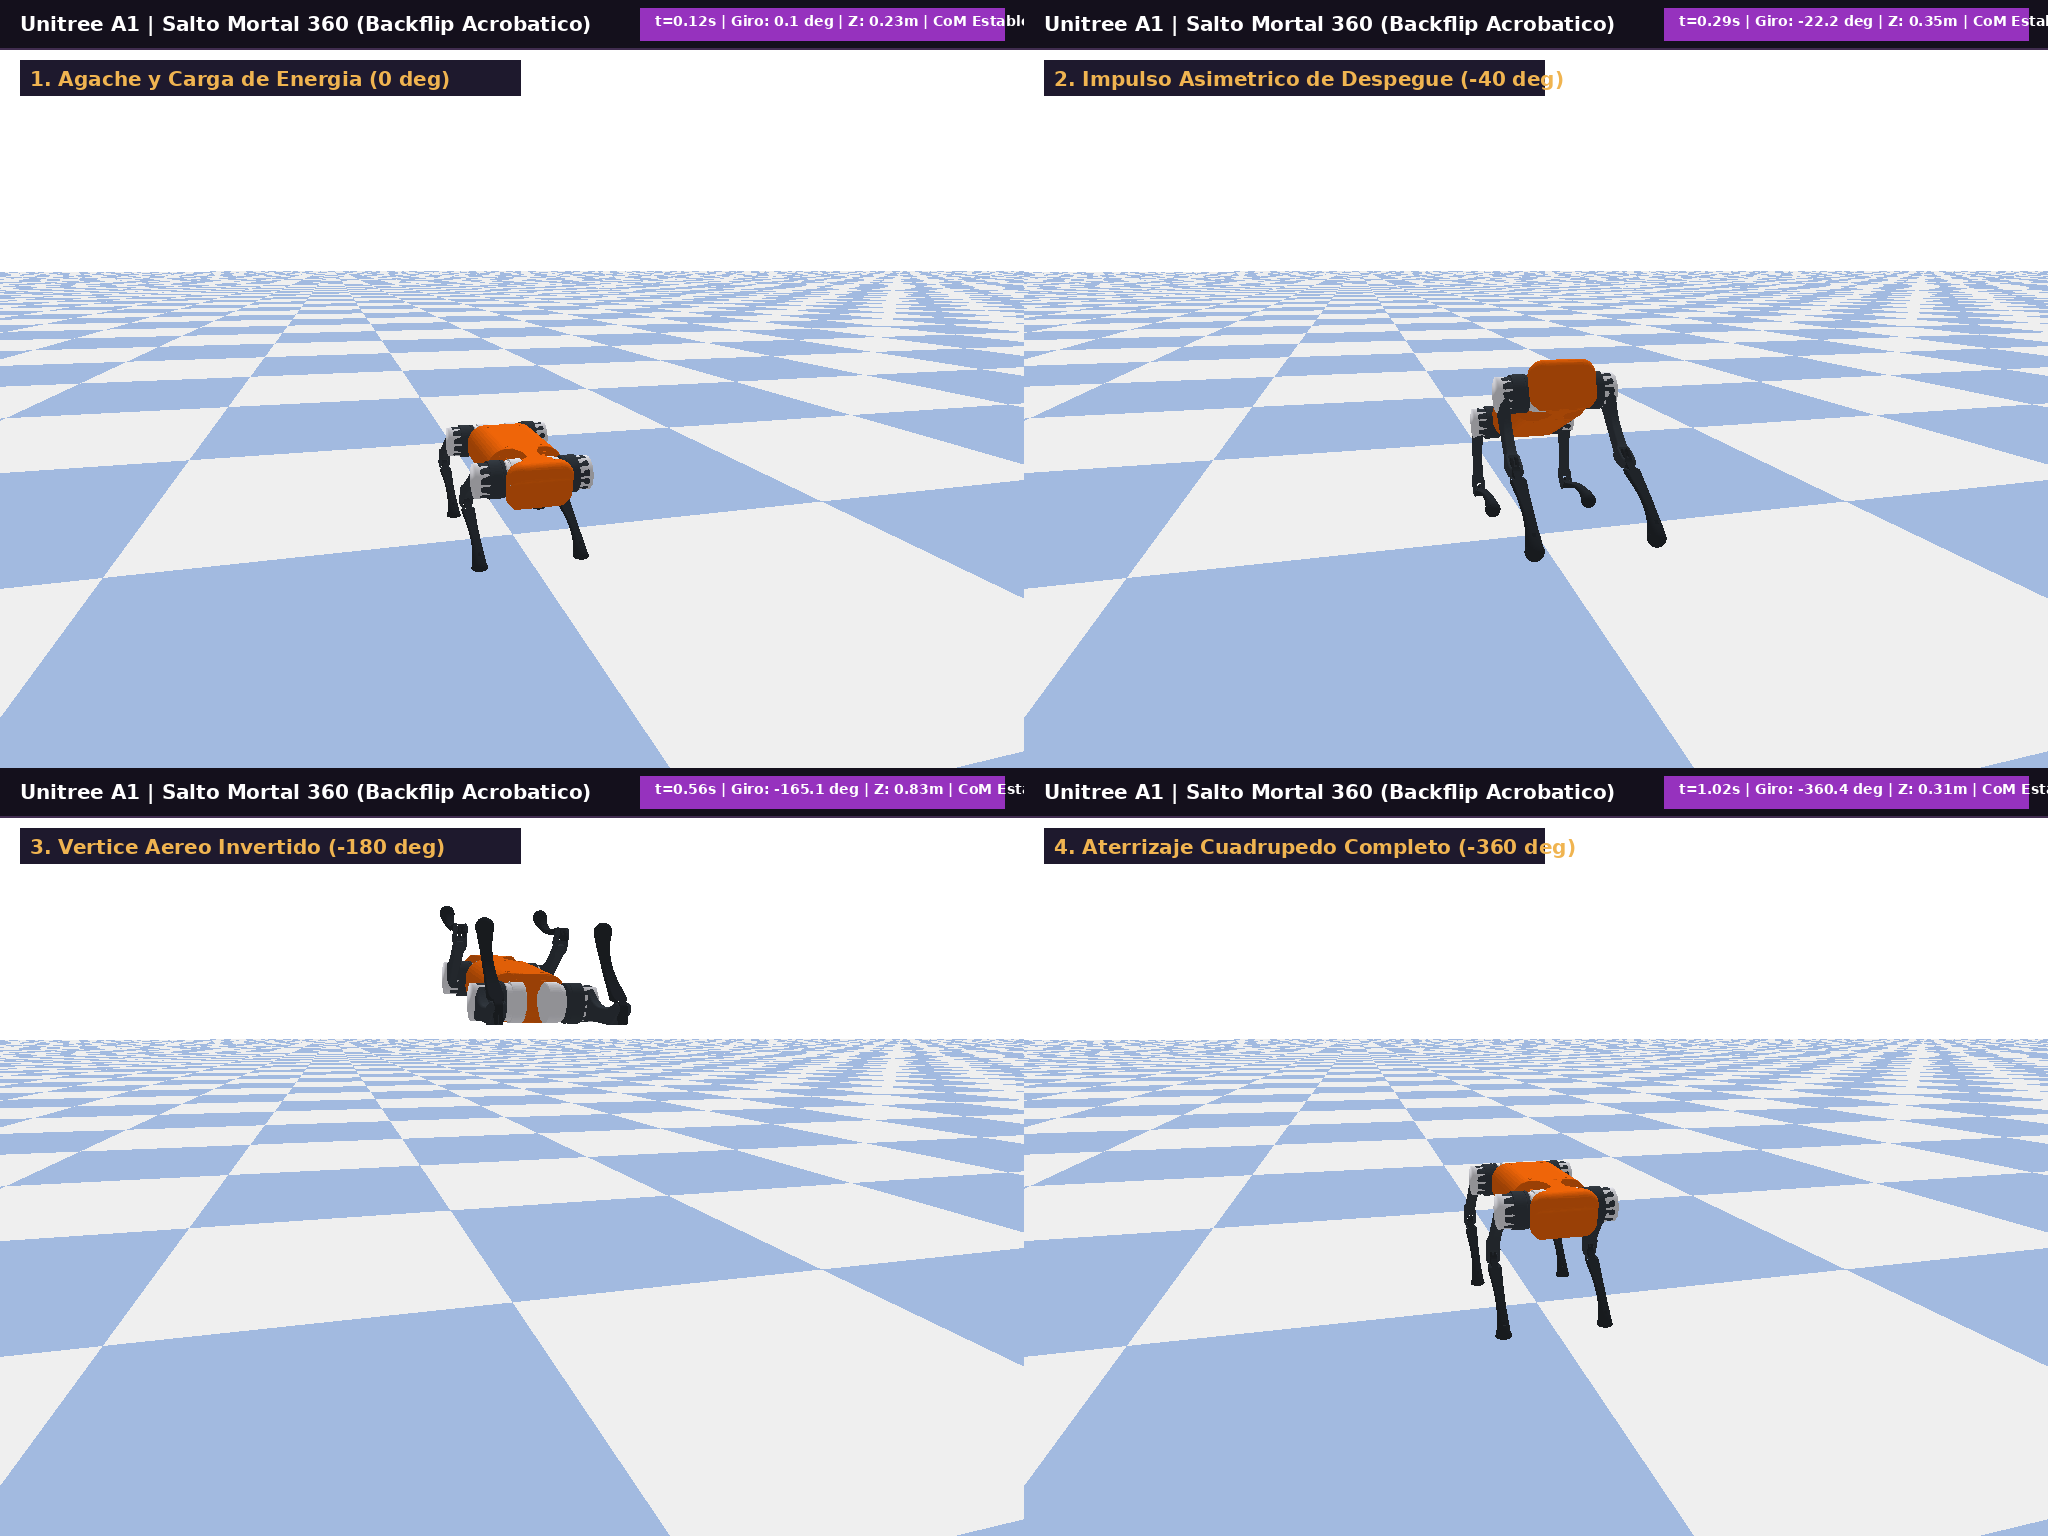 Unitree A1 | Salto Mortal 360 (Backflip Acrobatico)
t=0.12s | Giro: 0.1 deg | Z: 0.23m | CoM Estable
1. Agache y Carga de Energia (0 deg)
Unitree A1 | Salto Mortal 360 (Backflip Acrobatico)
t=0.29s | Giro: -22.2 deg | Z: 0.35m | CoM Estal
2. Impulso Asimetrico de Despegue (-40 deg)
Unitree A1 | Salto Mortal 360 (Backflip Acrobatico)
t=0.56s | Giro: -165.1 deg | Z: 0.83m | CoM Esta
3. Vertice Aereo Invertido (-180 deg)
Unitree A1 | Salto Mortal 360 (Backflip Acrobatico)
t=1.02s | Giro: -360.4 deg | Z: 0.31m | CoM Esta
4. Aterrizaje Cuadrupedo Completo (-360 deg)